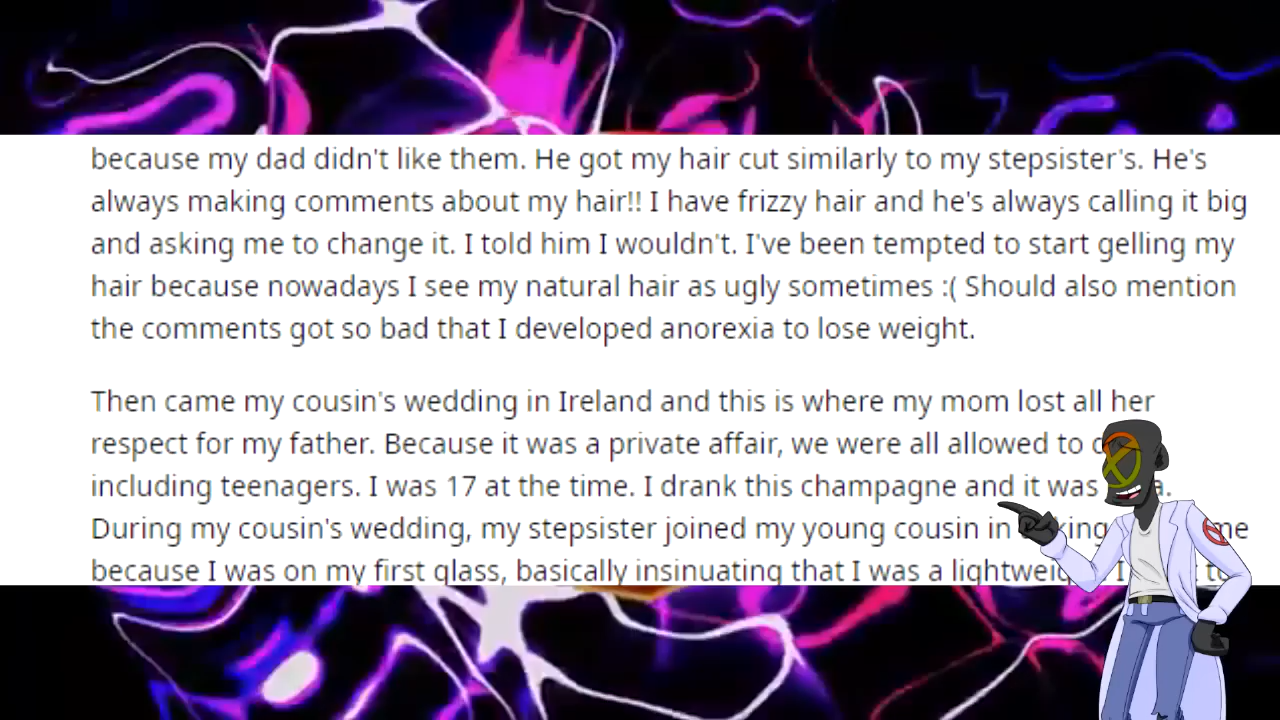 because my dad didn't like them. He got my hair cut similarly to my stepsister's. He's
always making comments about my hair!! I have frizzy hair and he's always calling it big
and asking me to change it. I told him I wouldn't. I've been tempted to start gelling my
hair because nowadays I see my natural hair as ugly sometimes :( Should also mention
the comments got so bad that I developed anorexia to lose weight.
Then came my cousin's wedding in Ireland and this is where my mom lost all her
respect for my father. Because it was a private affair, we were all allowed to
including teenagers. I was 17 at the time. I drank this champagne and it was
During my cousin's wedding, my stepsister joined my young cousin in
because I was on my first glass, basically insinuating that I was a I